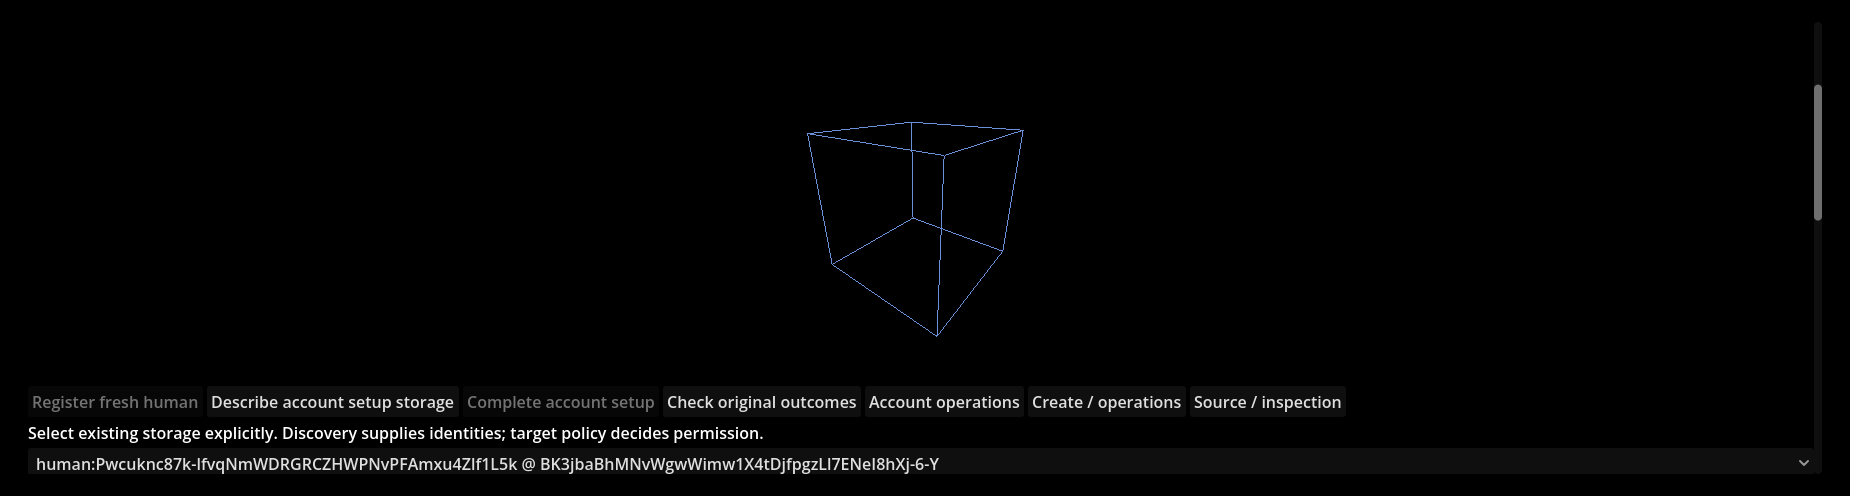 Register fresh human Describe account setup storage Complete account setup Check original outcomes Account operations Create / operations Source / inspection
Select existing storage explicitly. Discovery supplies identities; target policy decides permission.
human:Pwcuknc87k-IfvqNmWDRGRCZHWPNvPFAmxu4ZIf1L5k @ BK3jbaBhMNvWgwWimw1X4tDjfpgzLI7ENeI8hXj-6-Y